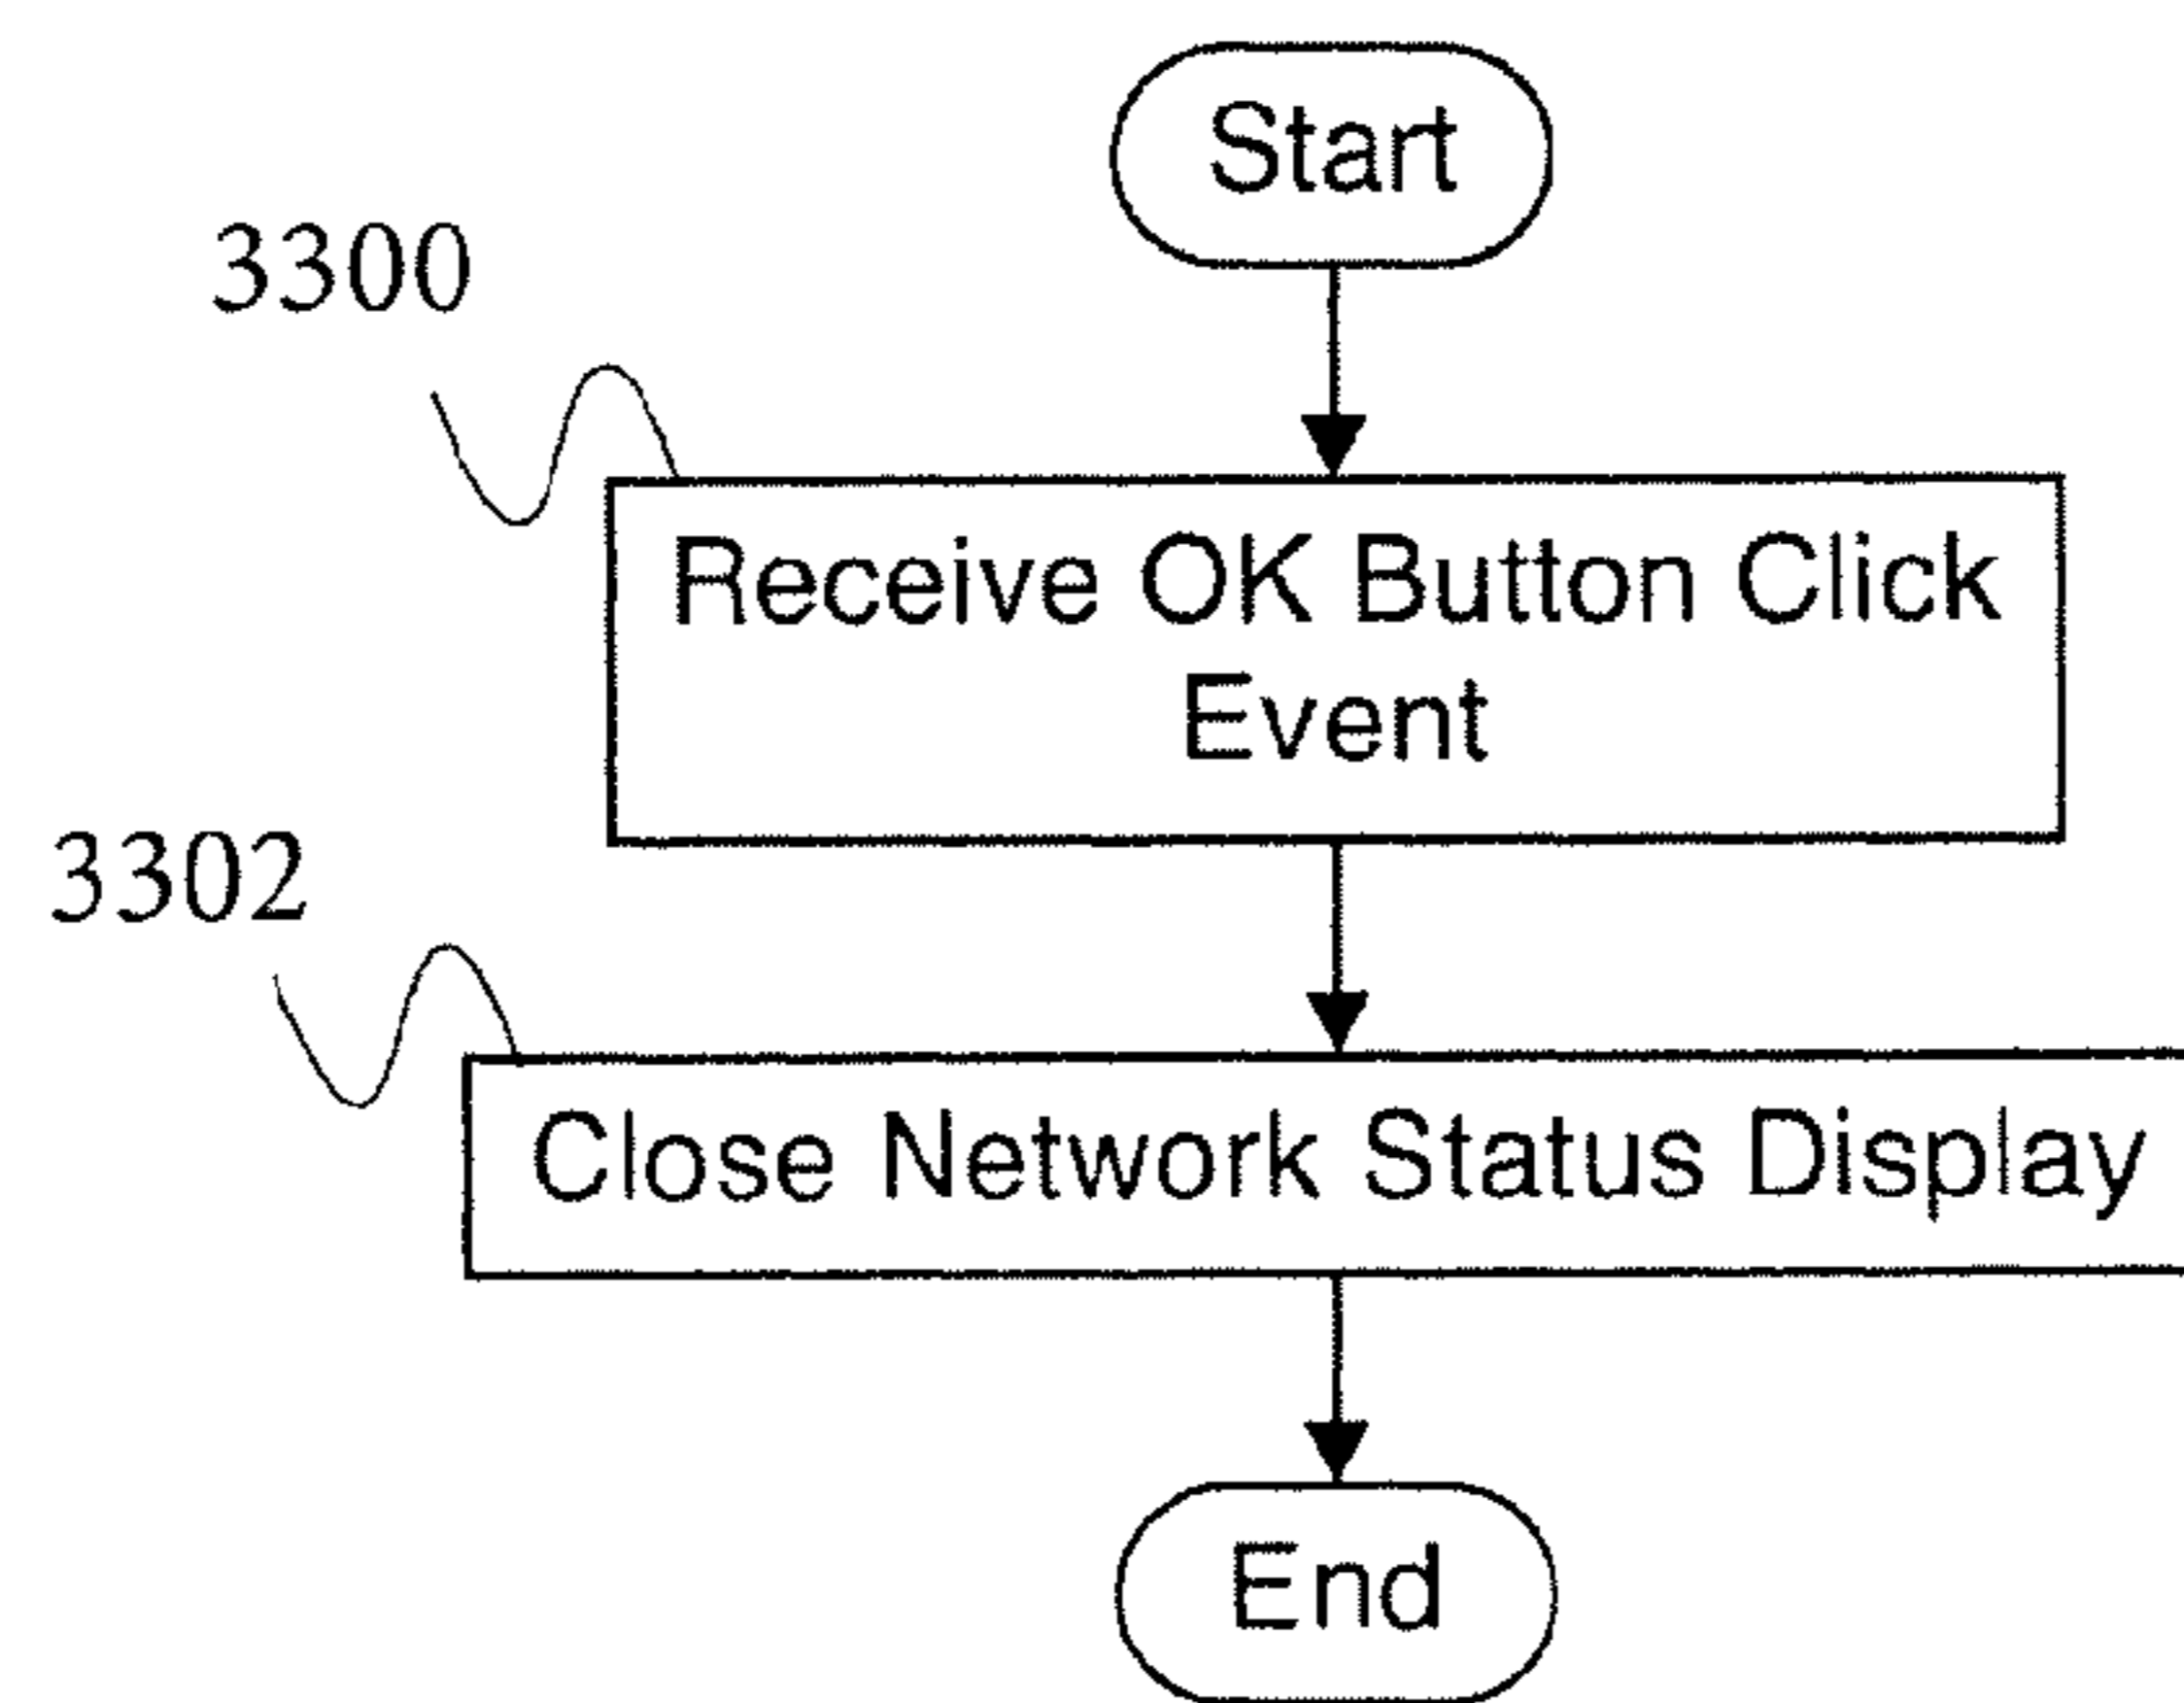 Start
3300
Receive OK Button Click
Event
3302
Close Network Status Display
End